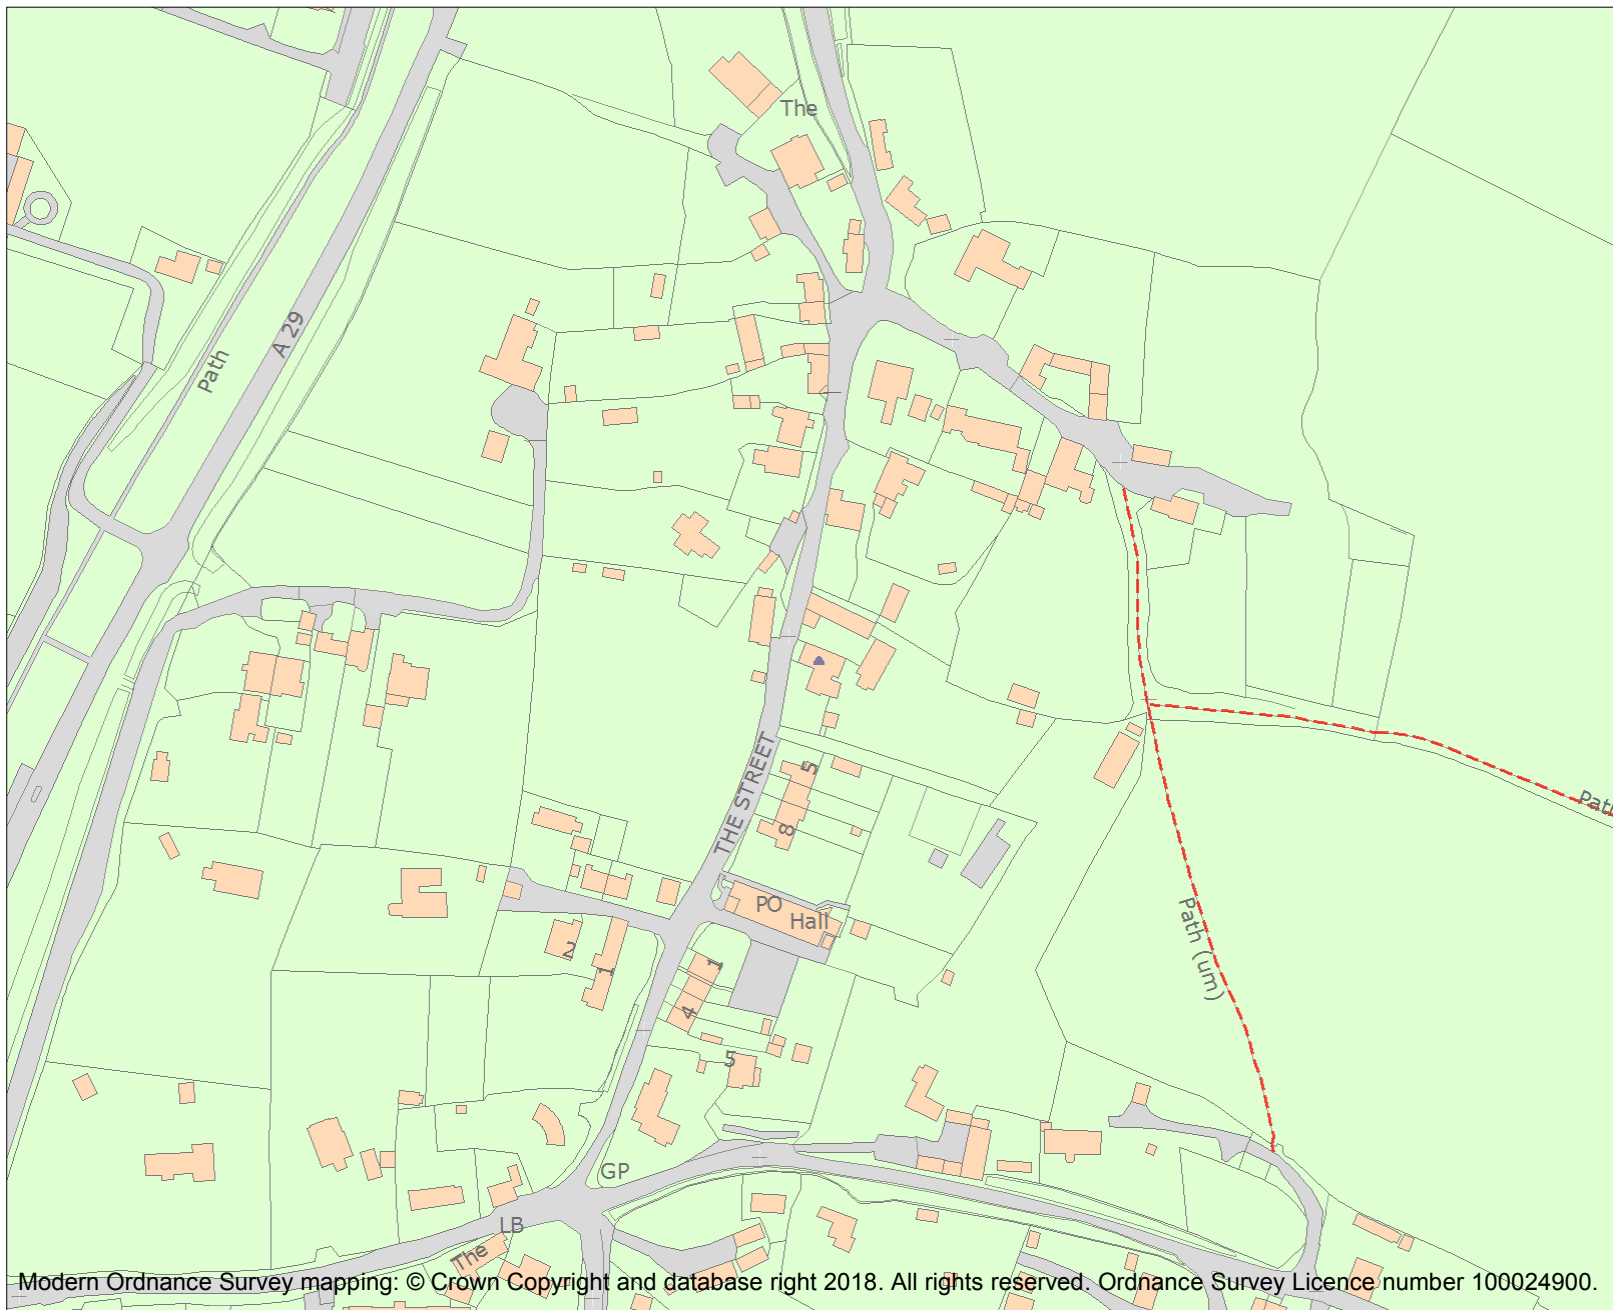 The
A 29
Path
THE STREET
5
8
Path
PO
Hall
Path (um)
2
1
1
4
5
GP
LB
The
Modern Ordnance Survey mapping: © Crown Copyright and database right 2018. All rights reserved. Ordnance Survey Licence number 100024900.